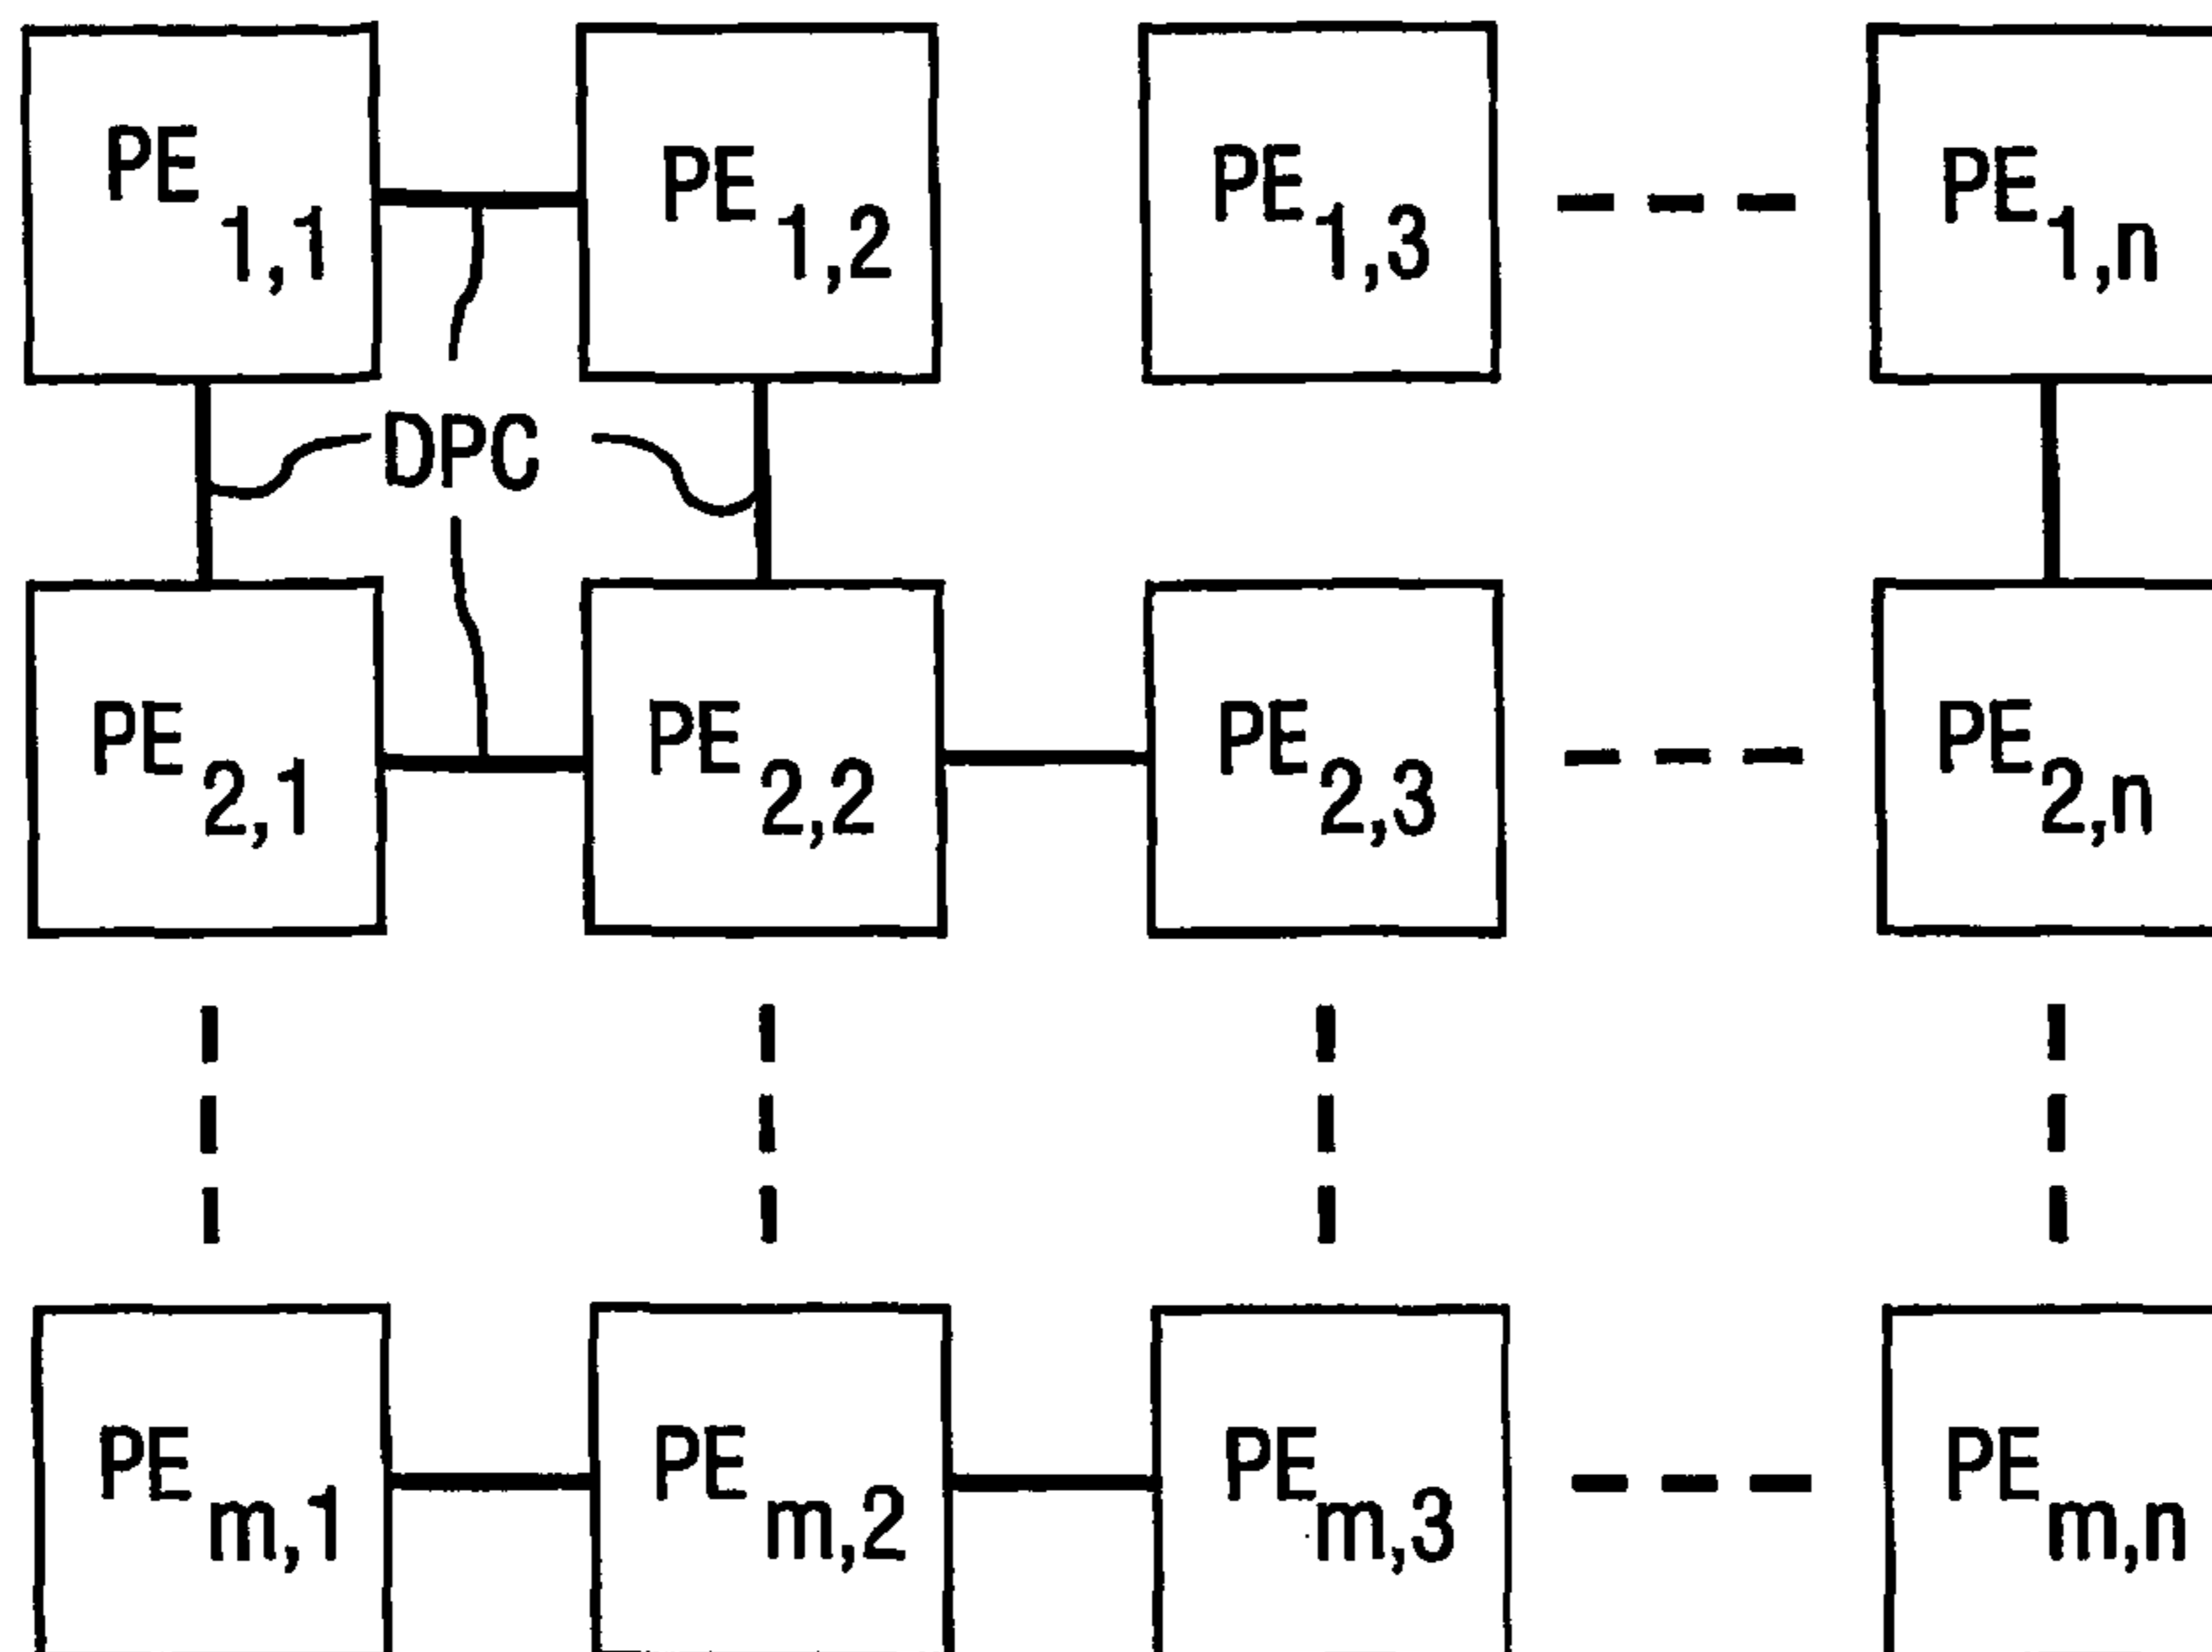 PE 1,1
PE 1,2
PE 1,3
PE 1,n
DPC
PE 2,1
PE 2,2
PE 2,3
PE 2,n
PE m,1
PE m,2
PE m,3
PE m,n